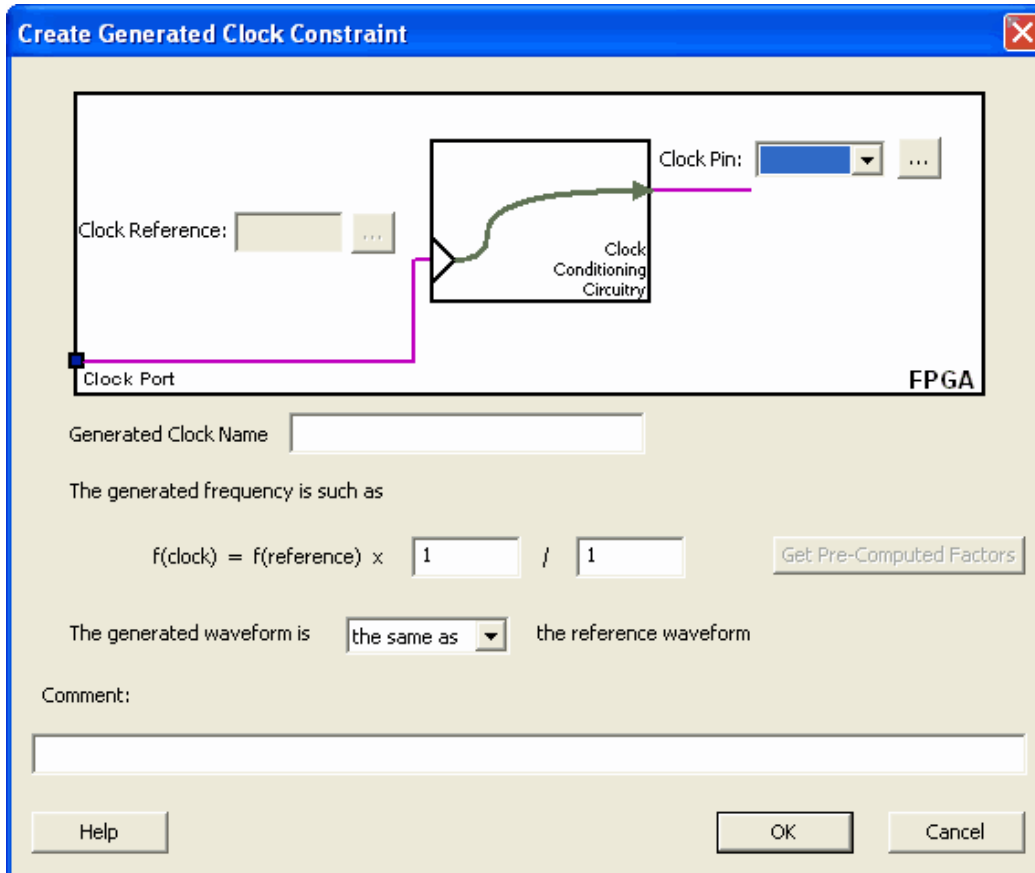 Create Generated Clock Constraint
Clock Pin:
...
Clock Reference:
...
Clock
Conditioning
Circuitry
Clock Port
FPGA
Generated Clock Name
The generated frequency is such as
f(clock) = f(reference) x 1 / 1
Get Pre-Computed Factors
The generated waveform is the same as the reference waveform
Comment:
Help
OK
Cancel